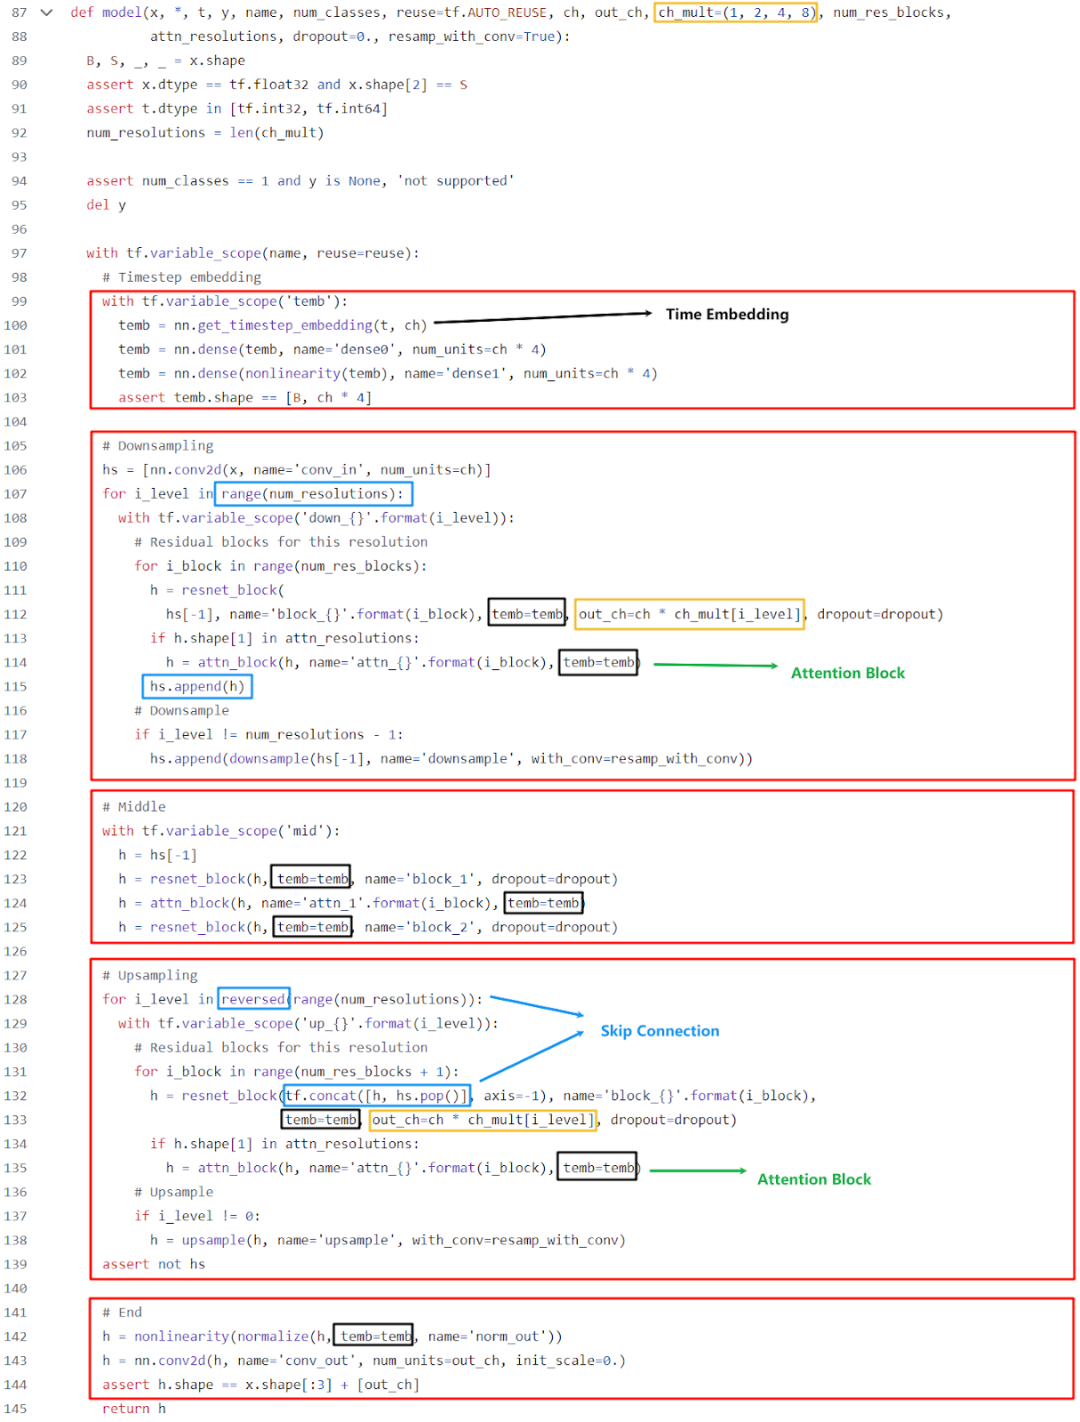 87 def model(x, *, t, y, name, num_classes, reuse=tf.AUTO_REUSE, ch, out_ch, ch_mult=(1, 2, 4, 8), num_res_blocks,
88 attn_resolutions, dropout=0., resamp_with_conv=True):
89 B, S, _, _ = x.shape
90 assert x.dtype == tf.float32 and x.shape[2] == S
91 assert t.dtype in [tf.int32, tf.int64]
92 num_resolutions = len(ch_mult)
93
94 assert num_classes == 1 and y is None, 'not supported'
95 del y
96
97 with tf.variable_scope(name, reuse=reuse):
98 # Timestep embedding
99 with tf.variable_scope('temb'):
100 temb = nn.get_timestep_embedding(t, ch) Time Embedding
101 temb = nn.dense(temb, name='dense0', num_units=ch * 4)
102 temb = nn.dense(nonlinearity(temb), name='dense1', num_units=ch * 4)
103 assert temb.shape == [B, ch * 4]
104
105 # Downsampling
106 hs = [nn.conv2d(x, name='conv_in', num_units=ch)]
107 for i_level in range(num_resolutions):
108 with tf.variable_scope('down_{}'.format(i_level)):
109 # Residual blocks for this resolution
110 for i_block in range(num_res_blocks):
111 h = resnet_block(
112 hs[-1], name='block_{}'.format(i_block), temb=temb, out_ch=ch * ch_mult[i_level], dropout=dropout)
113 if h.shape[1] in attn_resolutions:
114 h = attn_block(h, name='attn_{}'.format(i_block), temb=temb) Attention Block
115 hs.append(h)
116 # Downsample
117 if i_level != num_resolutions - 1:
118 hs.append(downsample(hs[-1], name='downsample', with_conv=resamp_with_conv))
119
120 # Middle
121 with tf.variable_scope('mid'):
122 h = hs[-1]
123 h = resnet_block(h, temb=temb, name='block_1', dropout=dropout)
124 h = attn_block(h, name='attn_1'.format(i_block), temb=temb)
125 h = resnet_block(h, temb=temb, name='block_2', dropout=dropout)
126
127 # Upsampling
128 for i_level in reversed(range(num_resolutions)):
129 with tf.variable_scope('up_{}'.format(i_level)): Skip Connection
130 # Residual blocks for this resolution
131 for i_block in range(num_res_blocks + 1):
132 h = resnet_block(tf.concat([h, hs.pop()], axis=-1), name='block_{}'.format(i_block),
133 temb=temb, out_ch=ch * ch_mult[i_level], dropout=dropout)
134 if h.shape[1] in attn_resolutions:
135 h = attn_block(h, name='attn_{}'.format(i_block), temb=temb) Attention Block
136 # Upsample
137 if i_level != 0:
138 h = upsample(h, name='upsample', with_conv=resamp_with_conv)
139 assert not hs
140
141 # End
142 h = nonlinearity(normalize(h, temb=temb, name='norm_out'))
143 h = nn.conv2d(h, name='conv_out', num_units=out_ch, init_scale=0.)
144 assert h.shape == x.shape[:3] + [out_ch]
145 return h